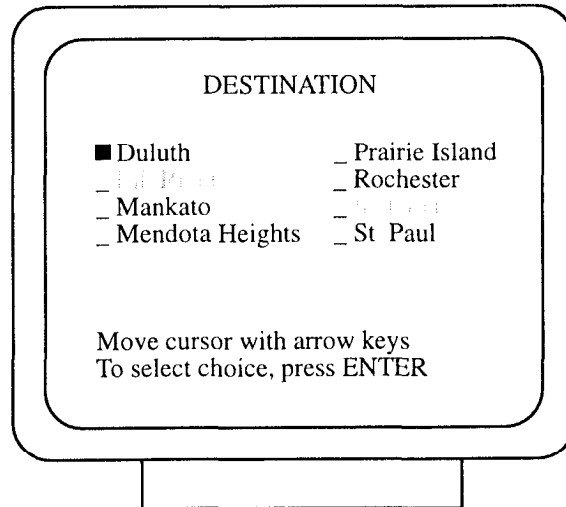 DESTINATION
Duluth
_
_ Mankato
_ Mendota Heights
_ Prairie Island
_ Rochester
_
_ St Paul
Move cursor with arrow keys
To select choice, press ENTER